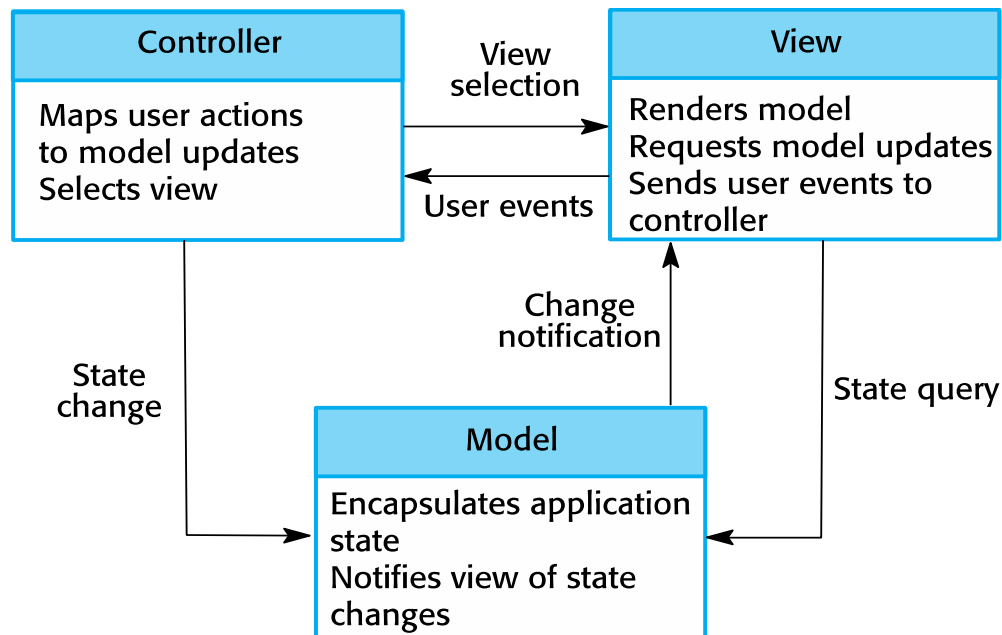 Controller
Maps user actions
to model updates
Selects view
View
selection
User events
View
Renders model
Requests model updates
Sends user events to
controller
State
change
Change
notification
State query
Model
Encapsulates application
state
Notifies view of state
changes